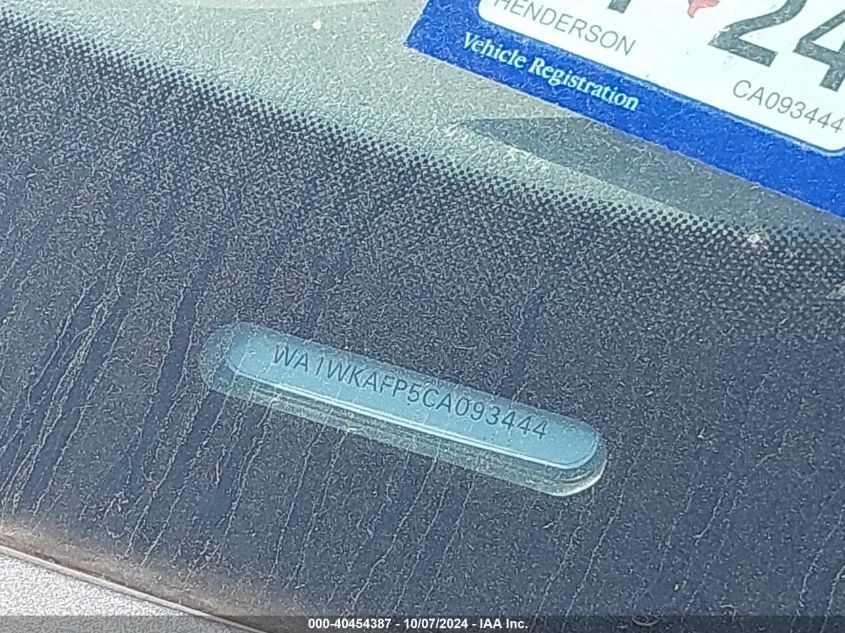 24
HENDERSON
Vehicle Registration
CA093444
WA1WKAFP5CA093444
000-40454387 - 10/07/2024 - IAA Inc.